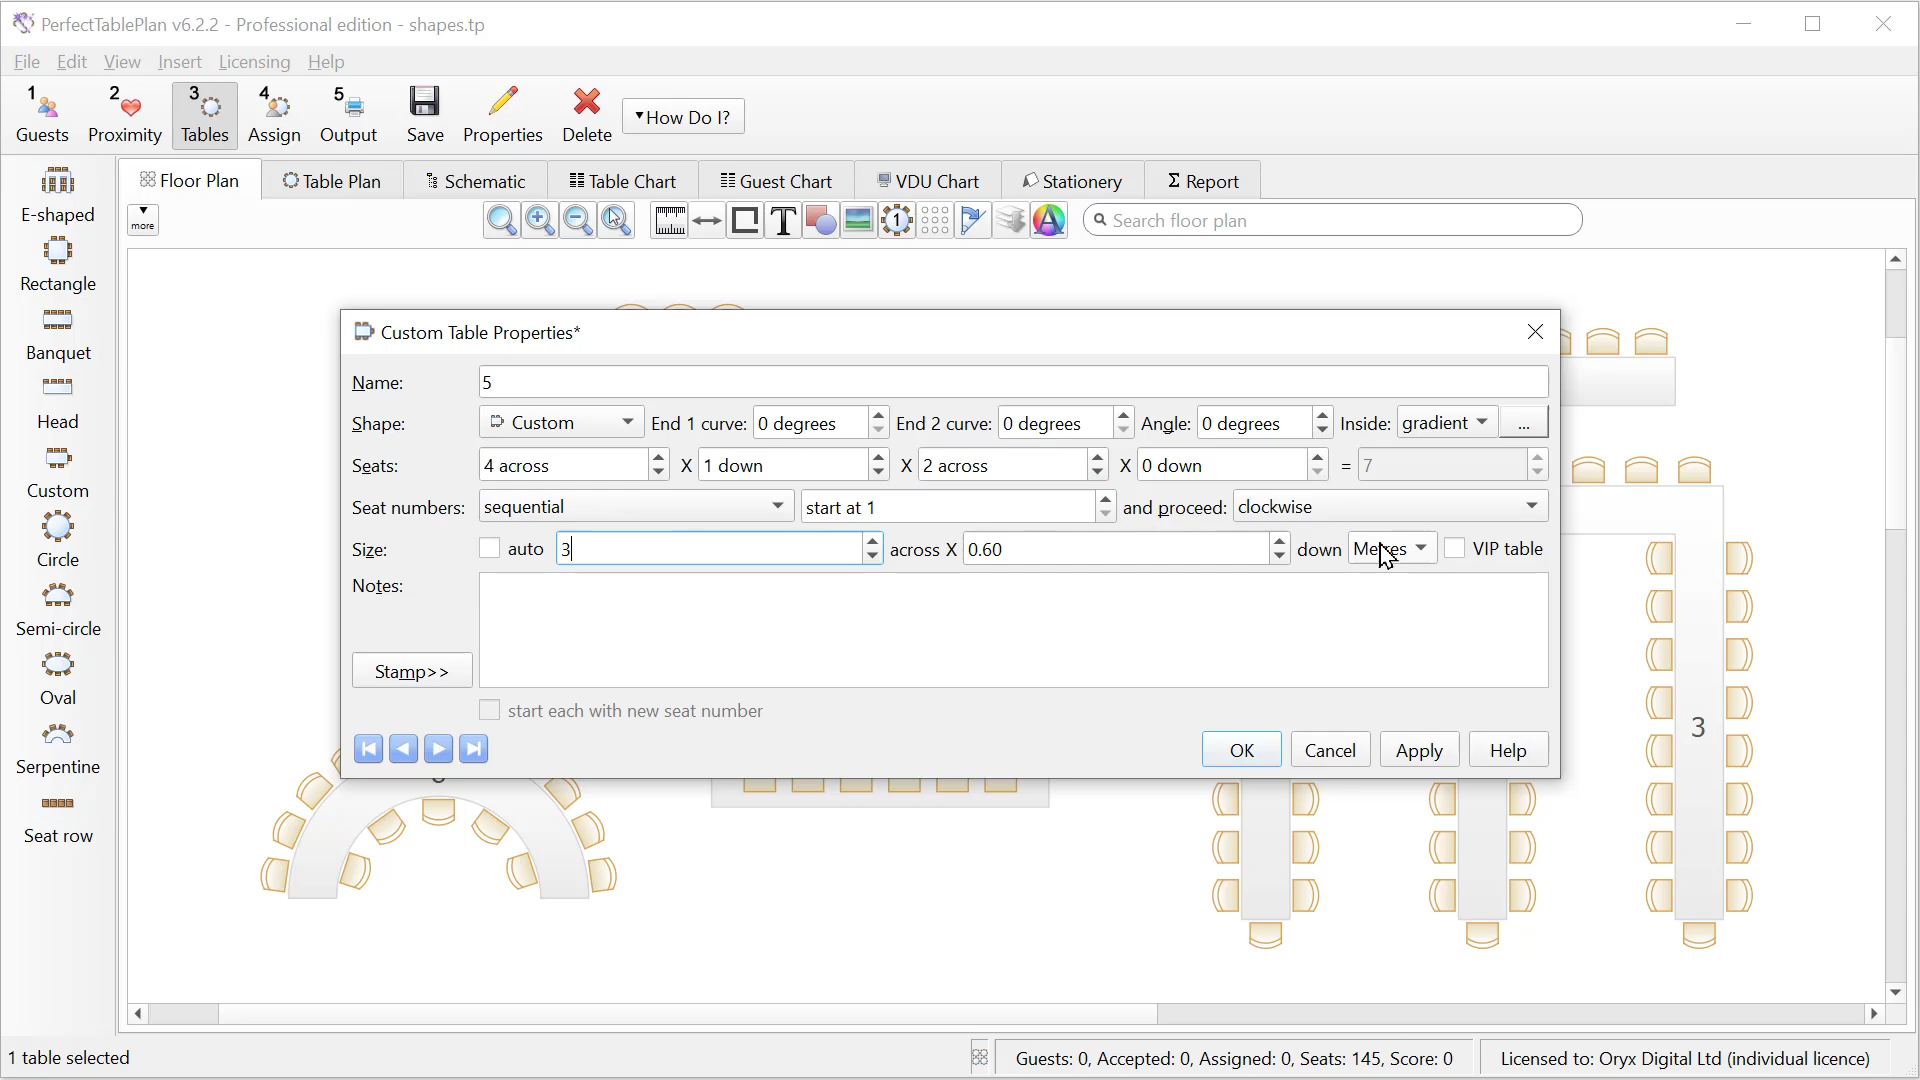 PerfectTablePlan v6.2.2 - Professional edition - shapes.tp
File Edit View Insert Licensing Help
1 2 3 4 5
Guests Proximity Tables Assign Output Save Properties Delete How Do I?
E-shaped
Rectangle
Banquet
Head
Custom
Circle
Semi-circle
Oval
Serpentine
Seat row
Floor Plan Table Plan Schematic Table Chart Guest Chart VDU Chart Stationery Σ Report
more T 1 A Search floor plan
Custom Table Properties*
Name: 5
Shape: Custom End 1 curve: 0 degrees End 2 curve: 0 degrees Angle: 0 degrees Inside: gradient ...
Seats: 4 across X 1 down X 2 across X 0 down = 7
Seat numbers: sequential start at 1 and proceed: clockwise
Size: auto 3 across X 0.60 down Metres VIP table
Notes:
Stamp>>
start each with new seat number
OK Cancel Apply Help
3
1 table selected
Guests: 0, Accepted: 0, Assigned: 0, Seats: 145, Score: 0
Licensed to: Oryx Digital Ltd (individual licence)